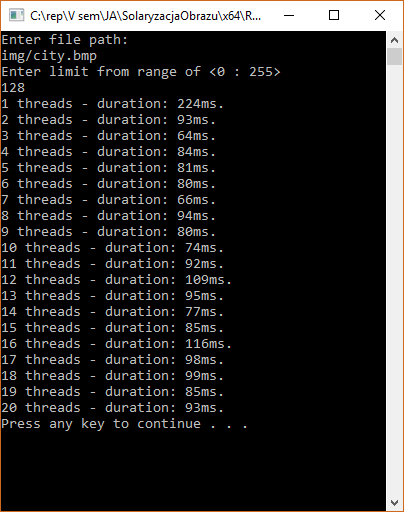 C:\rep\V sem\JA\SolaryzacjaObrazu\x64\R...
Enter file path:
img/city.bmp
Enter limit from range of <0 : 255>
128
1 threads - duration: 224ms.
2 threads - duration: 93ms.
3 threads - duration: 64ms.
4 threads - duration: 84ms.
5 threads - duration: 81ms.
6 threads - duration: 80ms.
7 threads - duration: 66ms.
8 threads - duration: 94ms.
9 threads - duration: 80ms.
10 threads - duration: 74ms.
11 threads - duration: 92ms.
12 threads - duration: 109ms.
13 threads - duration: 95ms.
14 threads - duration: 77ms.
15 threads - duration: 85ms.
16 threads - duration: 116ms.
17 threads - duration: 98ms.
18 threads - duration: 99ms.
19 threads - duration: 85ms.
20 threads - duration: 93ms.
Press any key to continue . . .